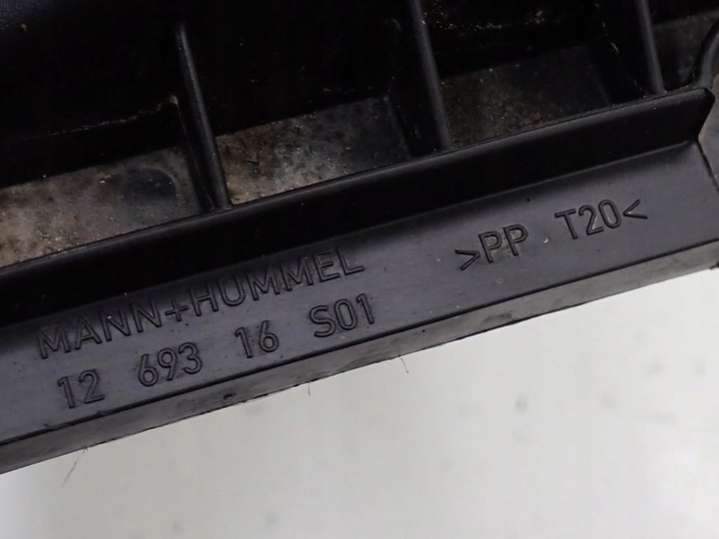 MANN+HUMMEL
12 693 16 S01
>PP T20<